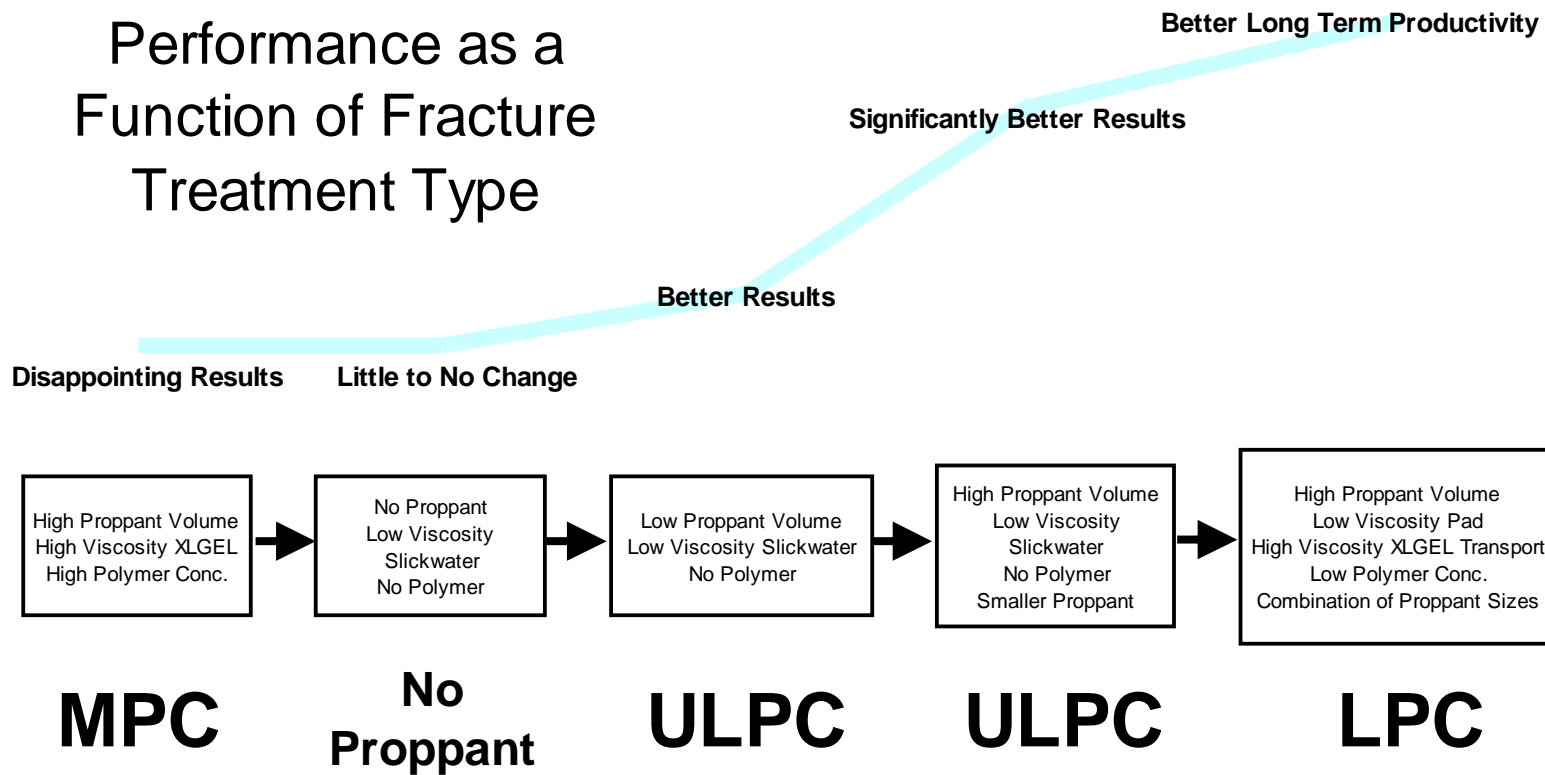 Performance as a
Function of Fracture
Treatment Type
Better Long Term Productivity
Significantly Better Results
Better Results
Disappointing Results
Little to No Change
High Proppant Volume
High Viscosity XLGEL
High Polymer Conc.
No Proppant
Low Viscosity
Slickwater
No Polymer
Low Proppant Volume
Low Viscosity Slickwater
No Polymer
High Proppant Volume
Low Viscosity
Slickwater
No Polymer
Smaller Proppant
High Proppant Volume
Low Viscosity Pad
High Viscosity XLGEL Transport
Low Polymer Conc.
Combination of Proppant Sizes
MPC
No
Proppant
ULPC
ULPC
LPC